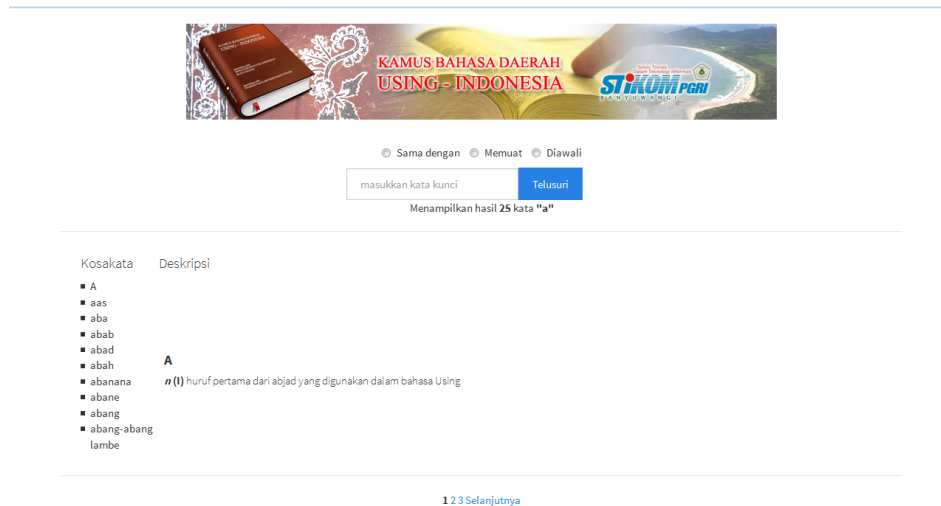 KAMUS BAHASA DAERAH
USING - INDONESIA
STIKOM PGRI
BANYUWANGI
Sama dengan Memuat Diawali
masukkan kata kunci Telusuri
Menampilkan hasil 25 kata "a"
Kosakata Deskripsi
A
aas
aba
abab
abad
abah
abanana
abane
abang
abang-abang
lambe
A
n (I) huruf pertama dari abjad yang digunakan dalam bahasa Using
1 2 3 Selanjutnya